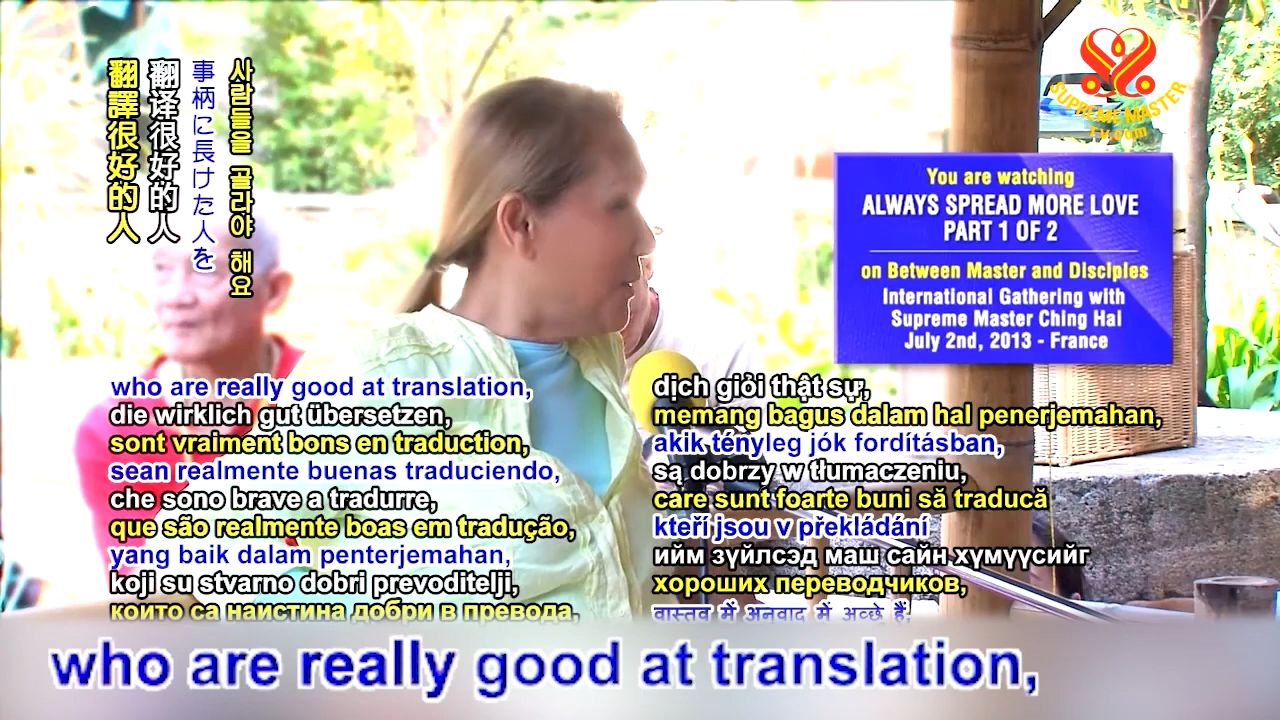 사람들을 골라야 해요
事柄に長けた人を
翻译很好的人
翻譯很好的人
SUPREME MASTER
TV.com
You are watching
ALWAYS SPREAD MORE LOVE
PART 1 OF 2
on Between Master and Disciples
International Gathering with
Supreme Master Ching Hai
July 2nd, 2013 - France
who are really good at translation,
die wirklich gut übersetzen,
sont vraiment bons en traduction,
sean realmente buenas traduciendo,
che sono brave a tradurre,
que são realmente boas em tradução,
yang baik dalam penterjemahan,
koji su stvarno dobri prevoditelji,
които са наистина добри в превода,
dịch giỏi thật sự,
memang bagus dalam hal penerjemahan,
akik tényleg jók fordításban,
są dobrzy w tłumaczeniu,
care sunt foarte buni să traducă
kteří jsou v překládání
ийм зүйлсэд маш сайн хүмүүсийг
хороших переводчиков,
वास्तव में अनुवाद में अच्छे हैं,
who are really good at translation,